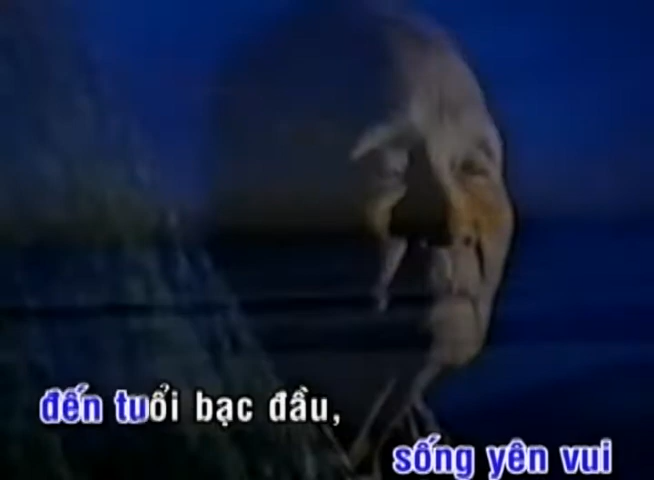 đến tuổi bạc đầu,
sống yên vui